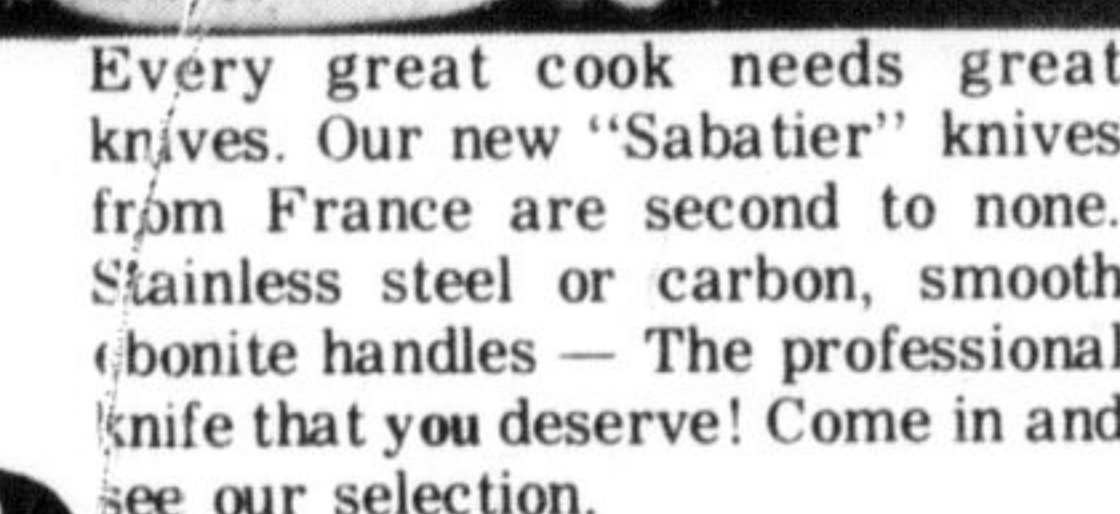 Every great cook needs great
knives. Our new “Sabatier” knives
from France are second to none.
Stainless steel or carbon, smooth
ebonite handles — The professional
knife that you deserve! Come in and
see our selection.